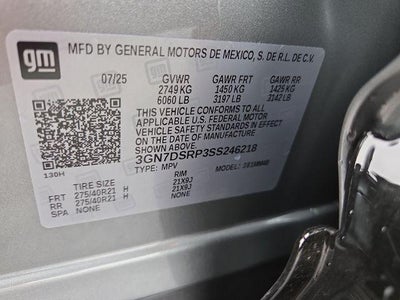 gm
MFD BY GENERAL MOTORS DE MEXICO, S. DE R.L. DE C.V.
07/25 GVWR GAWR FRT GAWR RR
2749 KG 1450 KG 1425 KG
6060 LB 3197 LB 3142 LB
THIS VEHICLE CONFORMS TO ALL
APPLICABLE U.S. FEDERAL MOTOR
VEHICLE SAFETY STANDARDS IN EFFECT
ON THE DATE OF MANUFACTURE
SHOWN ABOVE.
3GN7DSRP3SS246218
TYPE: MPV MODEL:
130H
TIRE RIM
FRT 275/40R21 H 21X9J
RR 275/40R21 H 21X9J
SPA NONE NONE